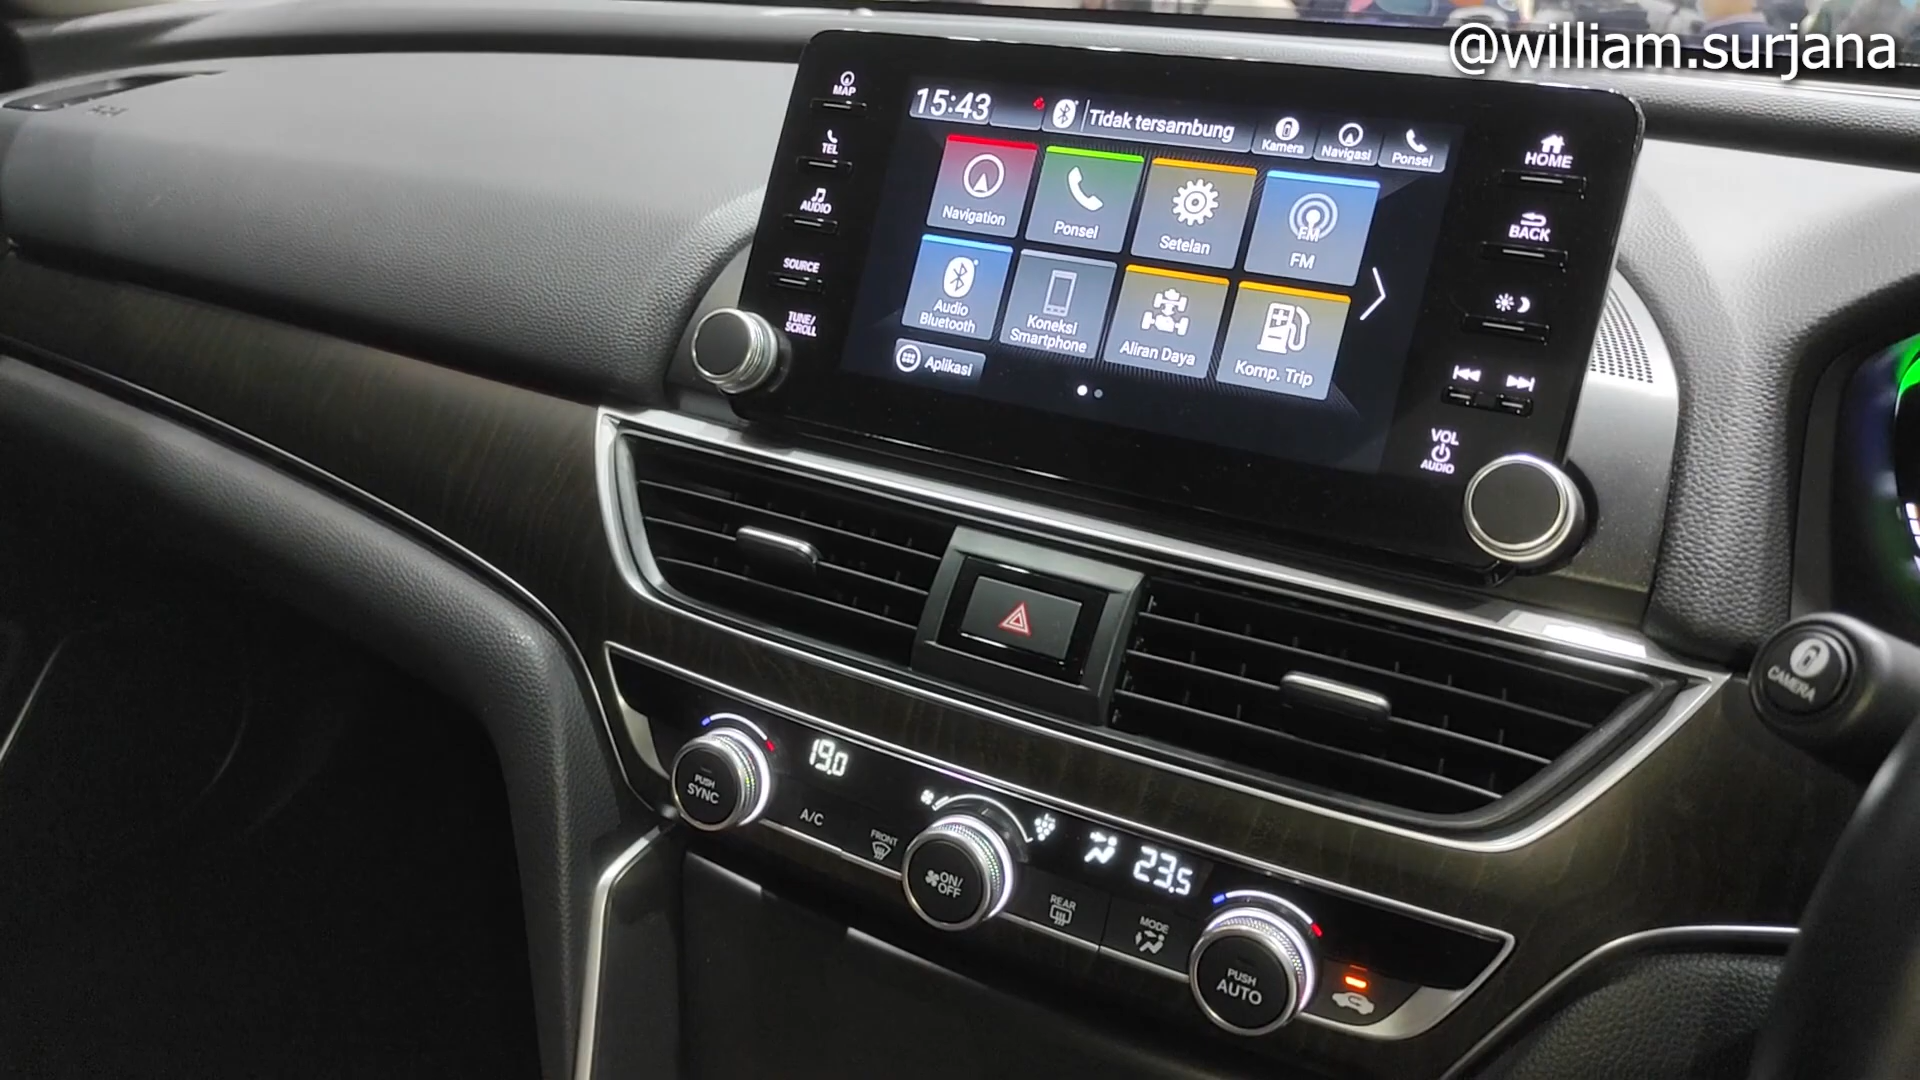 @william.surjana
MAP
TEL
AUDIO
SOURCE
TUNE/
SCROLL
15:43
Tidak tersambung
Kamera
Navigasi
Ponsel
Navigation
Ponsel
Setelan
FM
FM
Audio
Bluetooth
Koneksi
Smartphone
Aliran Daya
Komp. Trip
Aplikasi
HOME
BACK
VOL
AUDIO
CAMERA
PUSH
SYNC
19.0
A/C
FRONT
ON/
OFF
REAR
23.5
MODE
PUSH
AUTO